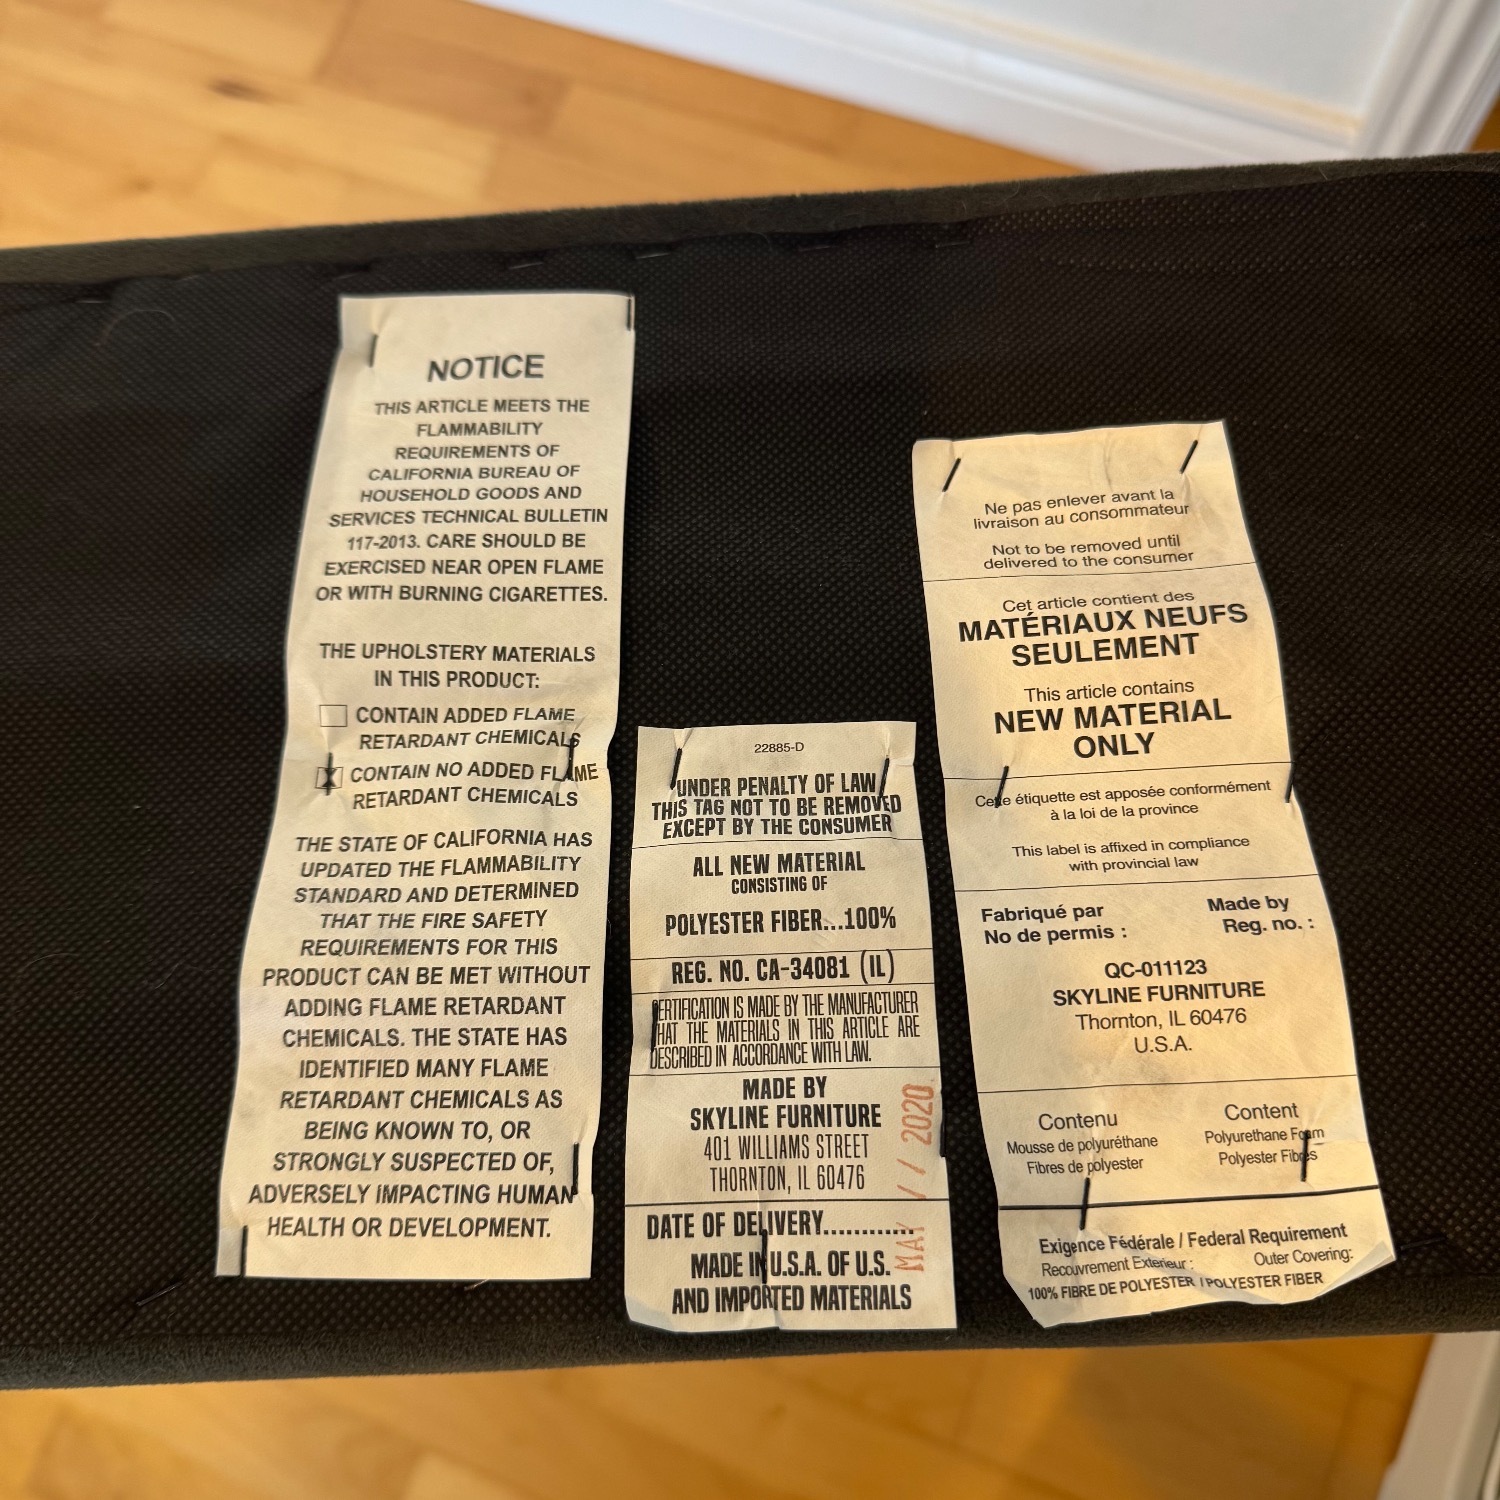 NOTICE
THIS ARTICLE MEETS THE
FLAMMABILITY
REQUIREMENTS OF
CALIFORNIA BUREAU OF
HOUSEHOLD GOODS AND
SERVICES TECHNICAL BULLETIN
117-2013. CARE SHOULD BE
EXERCISED NEAR OPEN FLAME
OR WITH BURNING CIGARETTES.
THE UPHOLSTERY MATERIALS
IN THIS PRODUCT:
CONTAIN ADDED FLAME
RETARDANT CHEMICALS
X CONTAIN NO ADDED FLAME
RETARDANT CHEMICALS
THE STATE OF CALIFORNIA HAS
UPDATED THE FLAMMABILITY
STANDARD AND DETERMINED
THAT THE FIRE SAFETY
REQUIREMENTS FOR THIS
PRODUCT CAN BE MET WITHOUT
ADDING FLAME RETARDANT
CHEMICALS. THE STATE HAS
IDENTIFIED MANY FLAME
RETARDANT CHEMICALS AS
BEING KNOWN TO, OR
STRONGLY SUSPECTED OF,
ADVERSELY IMPACTING HUMAN
HEALTH OR DEVELOPMENT.
22885-D
UNDER PENALTY OF LAW
THIS TAG NOT TO BE REMOVED
EXCEPT BY THE CONSUMER
ALL NEW MATERIAL
CONSISTING OF
POLYESTER FIBER...100%
REG. NO. CA-34081 (IL)
CERTIFICATION IS MADE BY THE MANUFACTURER
THAT THE MATERIALS IN THIS ARTICLE ARE
DESCRIBED IN ACCORDANCE WITH LAW.
MADE BY
SKYLINE FURNITURE
401 WILLIAMS STREET
THORNTON, IL 60476
DATE OF DELIVERY............
MADE IN U.S.A. OF U.S.
AND IMPORTED MATERIALS
MAY // 2020
Ne pas enlever avant la
livraison au consommateur
Not to be removed until
delivered to the consumer
Cet article contient des
MATÉRIAUX NEUFS
SEULEMENT
This article contains
NEW MATERIAL
ONLY
Cette étiquette est apposée conformément
à la loi de la province
This label is affixed in compliance
with provincial law
Fabriqué par Made by
No de permis : Reg. no. :
QC-011123
SKYLINE FURNITURE
Thornton, IL 60476
U.S.A.
Contenu Content
Mousse de polyuréthane Polyurethane Foam
Fibres de polyester Polyester Fibres
Exigence Fédérale / Federal Requirement
Recouvrement Exterieur : Outer Covering:
100% FIBRE DE POLYESTER / POLYESTER FIBER